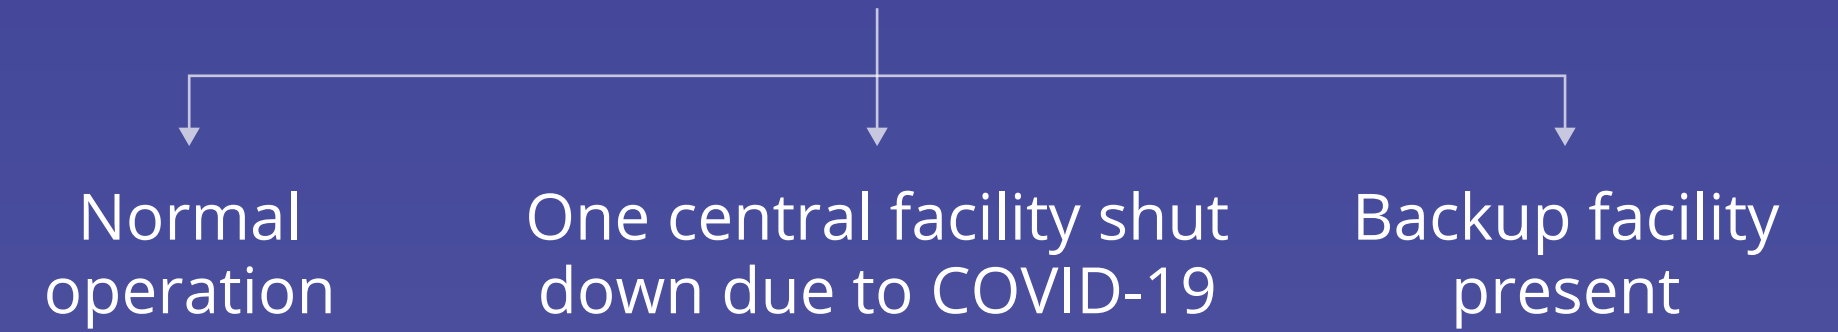 Normal
operation
One central facility shut
down due to COVID-19
Backup facility
present